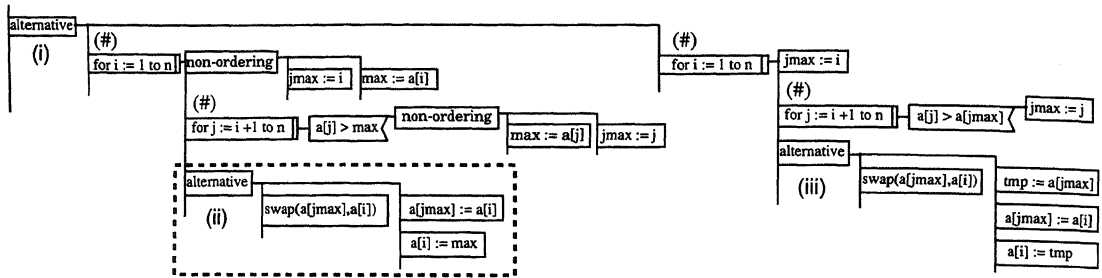 alternative
(i)
(#)
for i := 1 to n
non-ordering
jmax := i
max := a[i]
(#)
for j := i +1 to n
a[j] > max
non-ordering
max := a[j]
jmax := j
alternative
(ii)
swap(a[jmax],a[i])
a[jmax] := a[i]
a[i] := max
(#)
for i := 1 to n
jmax := i
(#)
for j := i+1 to n
a[j] > a[jmax]
jmax := j
alternative
(iii)
swap(a[jmax],a[i])
tmp := a[jmax]
a[jmax] := a[i]
a[i] := tmp